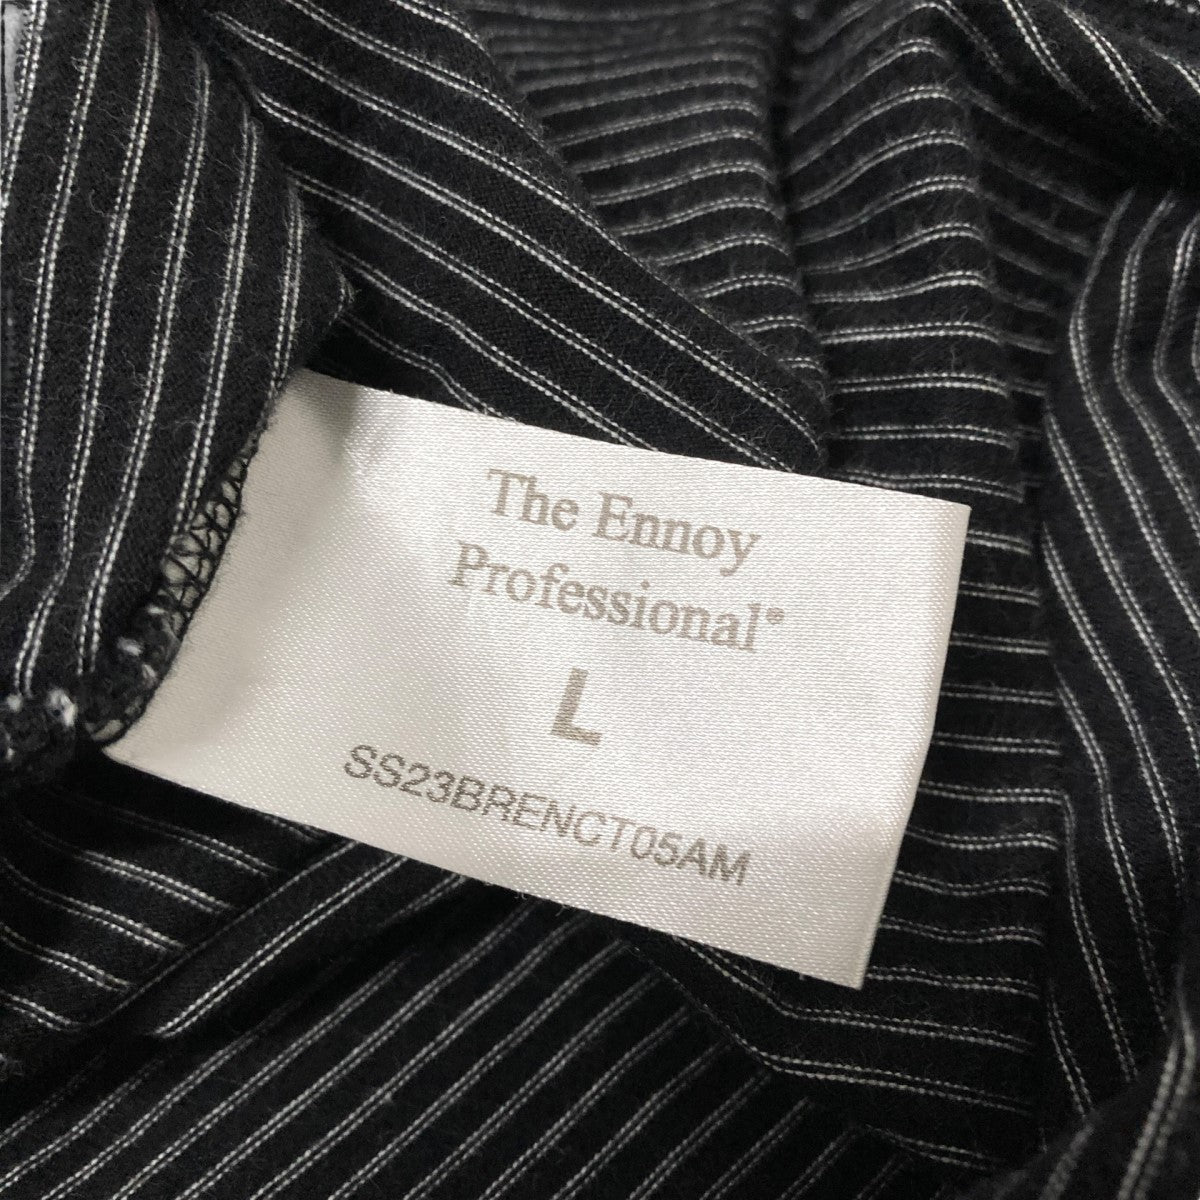 The Ennoy
Professional®
L
SS23BRENCT05AM